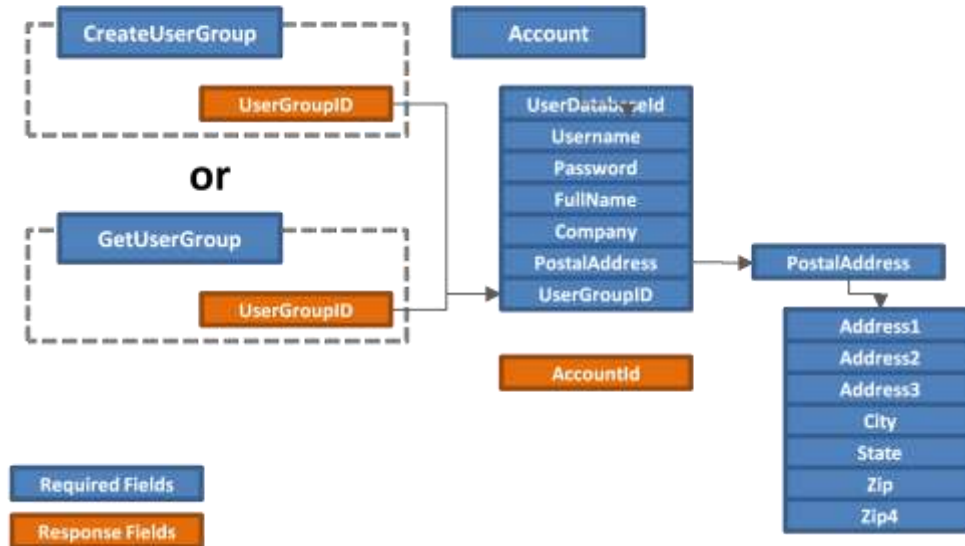 CreateUserGroup
UserGroupID
or
GetUserGroup
UserGroupID
Account
UserDatabaseId
Username
Password
FullName
Company
PostalAddress
UserGroupID
AccountId
PostalAddress
Address1
Address2
Address3
City
State
Zip
Zip4
Required Fields
Response Fields